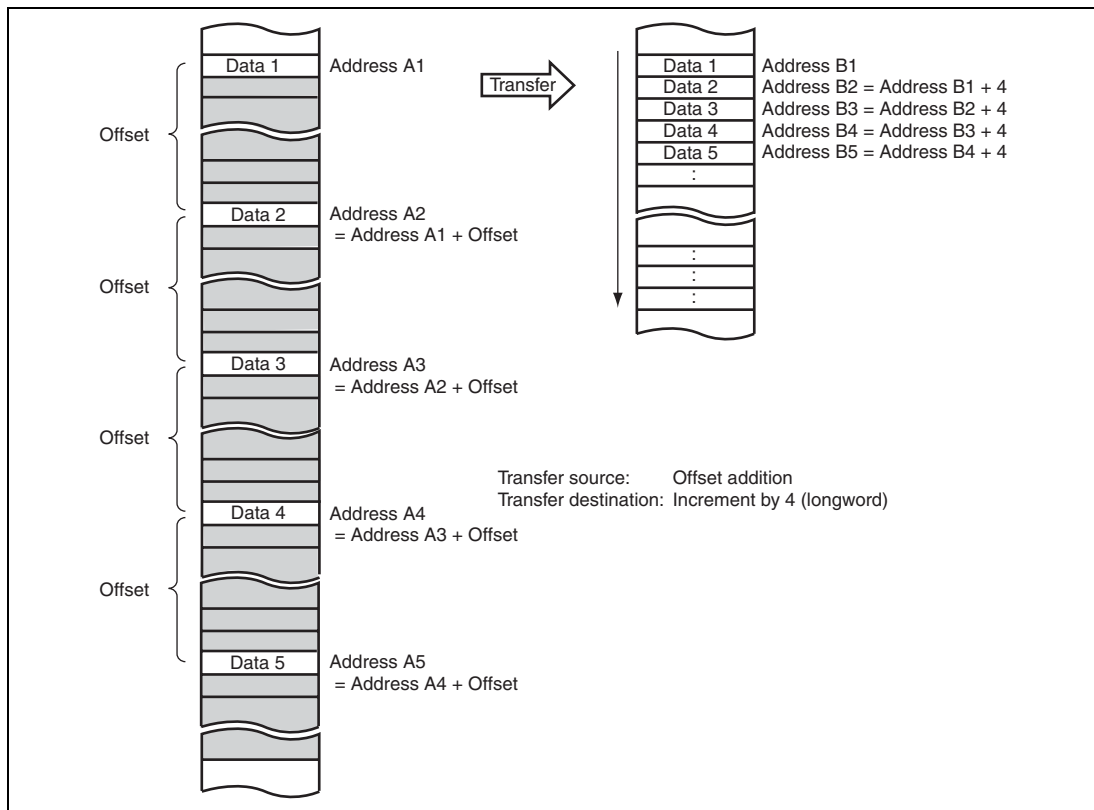 Data 1
Address A1
Offset
Data 2
Address A2
= Address A1 + Offset
Offset
Data 3
Address A3
= Address A2 + Offset
Offset
Data 4
Address A4
= Address A3 + Offset
Offset
Data 5
Address A5
= Address A4 + Offset
Transfer
Data 1
Address B1
Data 2
Address B2 = Address B1 + 4
Data 3
Address B3 = Address B2 + 4
Data 4
Address B4 = Address B3 + 4
Data 5
Address B5 = Address B4 + 4
:
:
:
:
Transfer source: Offset addition
Transfer destination: Increment by 4 (longword)